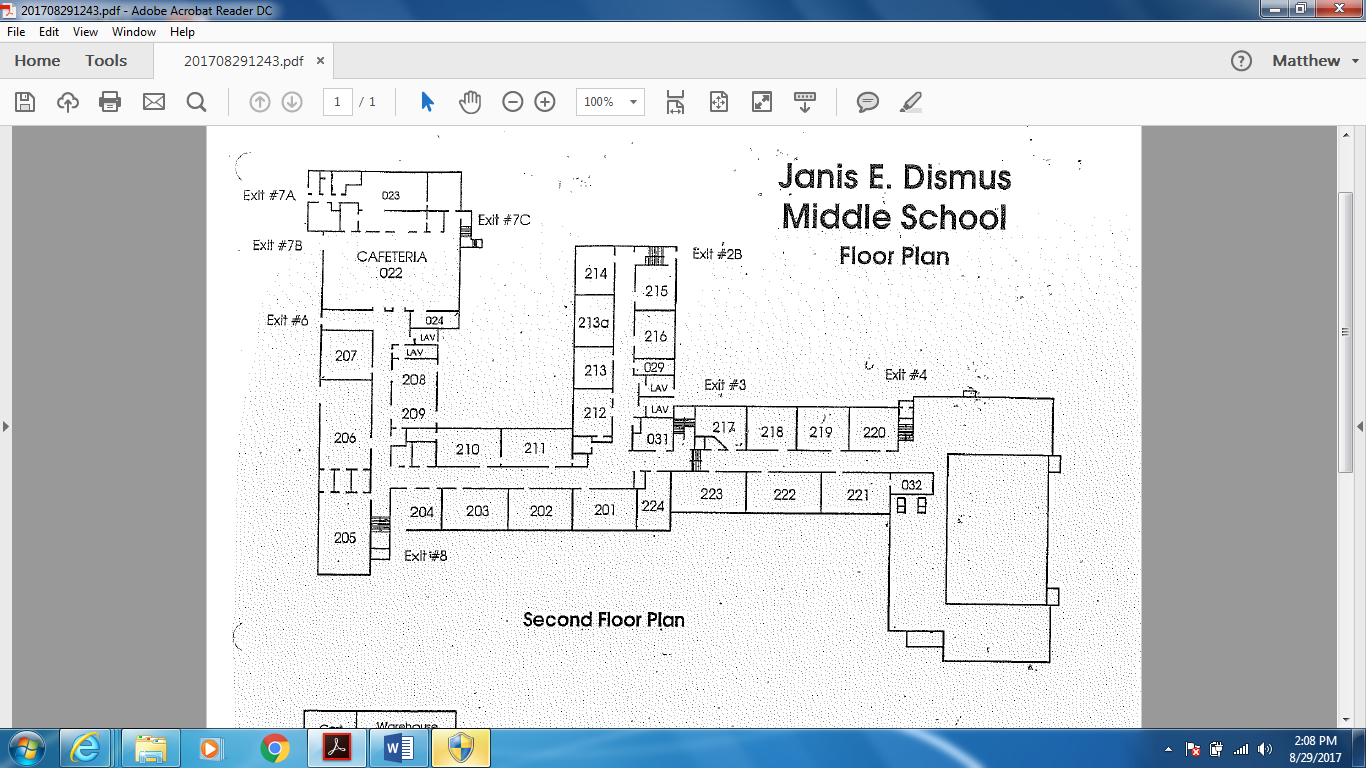 201708291243.pdf - Adobe Acrobat Reader DC
File Edit View Window Help
Home Tools 201708291243.pdf × ? Matthew
1 / 1 100%
Janis E. Dismus
Middle School
Floor Plan
Exit #7A
023
Exit #7C
Exit #7B
CAFETERIA
022
Exit #6
024
LAV
LAV
207
208
209
206
205
210
211
204
203
202
201
224
Exit #8
214
213a
213
212
Exit #2B
215
216
029
LAV
LAV
031
Exit #3
217
218
219
220
Exit #4
223
222
221
032
Second Floor Plan
Warehouse
2:08 PM
8/29/2017